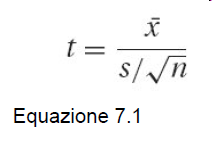 t = x̄ / (s/√n)
Equazione 7.1